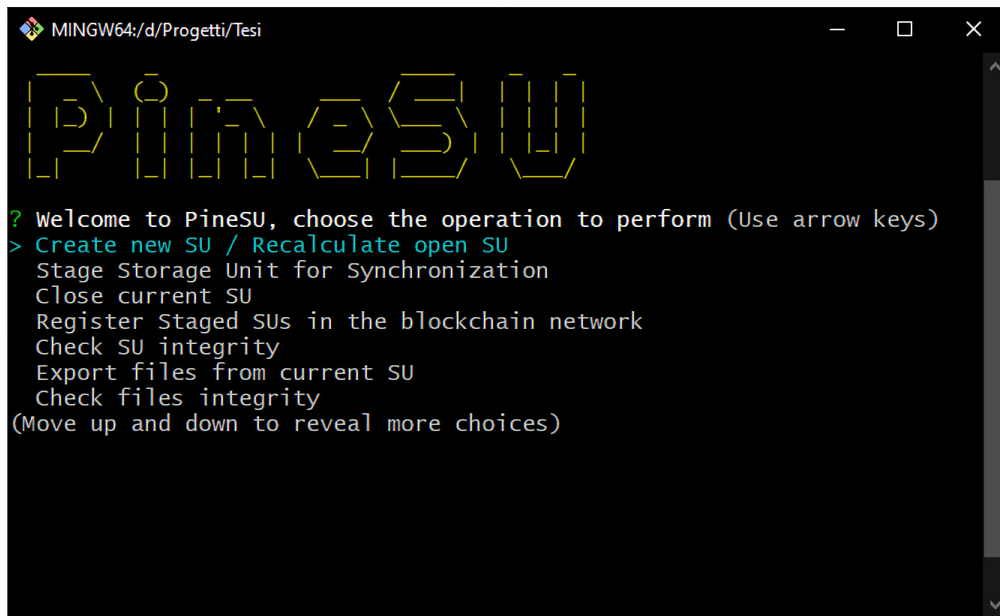 MINGW64:/d/Progetti/Tesi
PineSU
? Welcome to PineSU, choose the operation to perform (Use arrow keys)
> Create new SU / Recalculate open SU
Stage Storage Unit for Synchronization
Close current SU
Register Staged SUs in the blockchain network
Check SU integrity
Export files from current SU
Check files integrity
(Move up and down to reveal more choices)